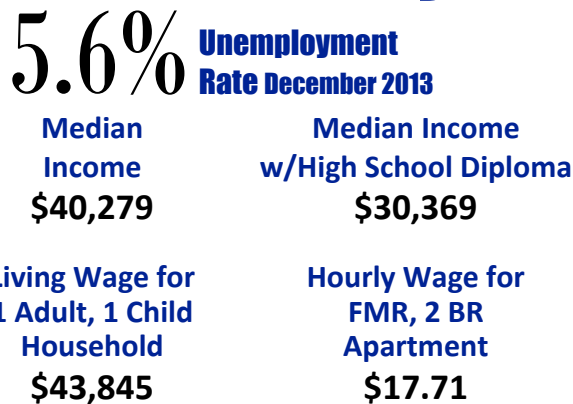 5.6% Unemployment
Rate December 2013
Median
Income
$40,279
Median Income
w/High School Diploma
$30,369
Living Wage for
1 Adult, 1 Child
Household
$43,845
Hourly Wage for
FMR, 2 BR
Apartment
$17.71